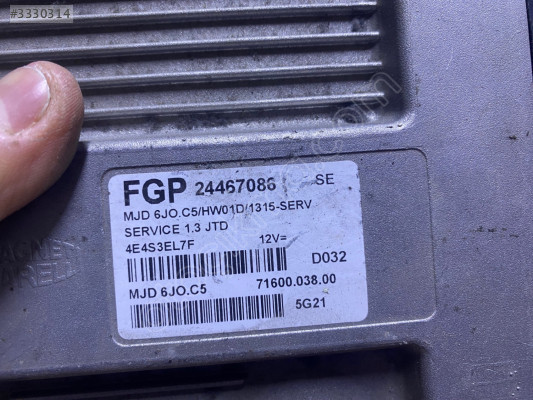 #3330314
FGP 24467086 SE
MJD 6JO.C5/HW01D/1315-SERV
SERVICE 1.3 JTD
4E4S3EL7F 12V=
D032
MJD 6JO.C5 71600.038.00
5G21